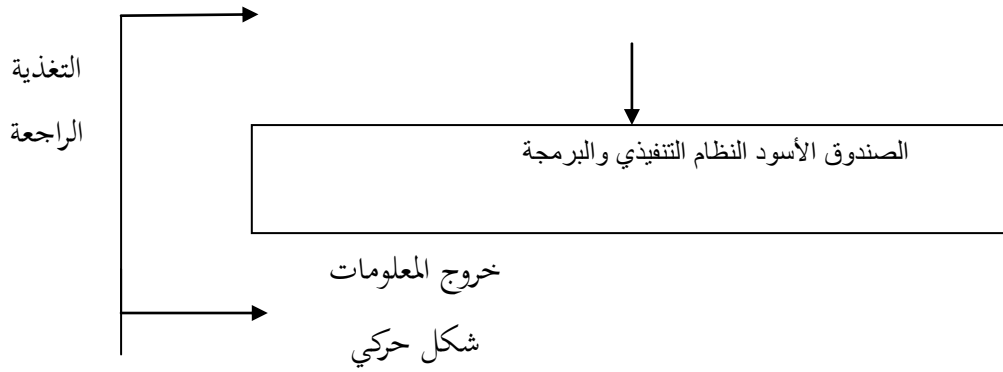 التغذية
الراجعة
الصندوق الأسود النظام التنفيذي والبرمجة
خروج المعلومات
شكل حركي